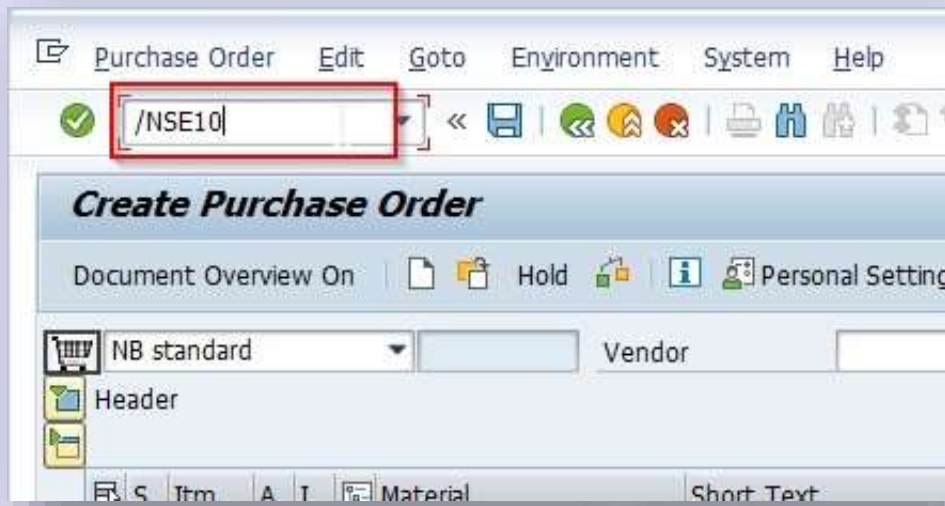 Purchase Order Edit Goto Environment System Help
/NSE10 «
Create Purchase Order
Document Overview On Hold Personal Setting
NB standard Vendor
Header
S Itm A I Material Short Text